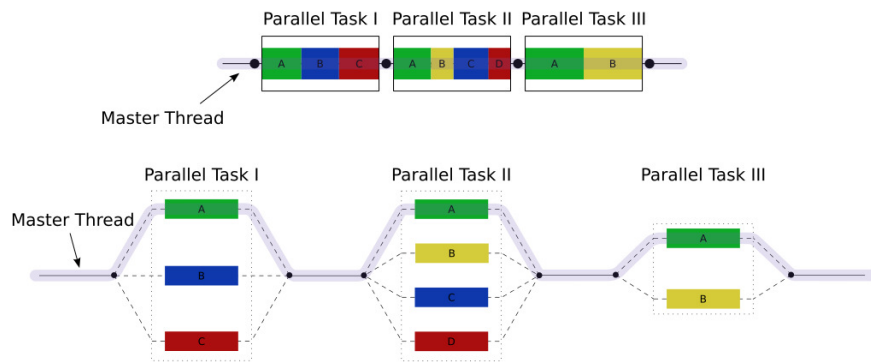 Parallel Task I Parallel Task II Parallel Task III
A B C A B C D A B
Master Thread
Parallel Task I Parallel Task II Parallel Task III
Master Thread
A A A
B B C B
C D